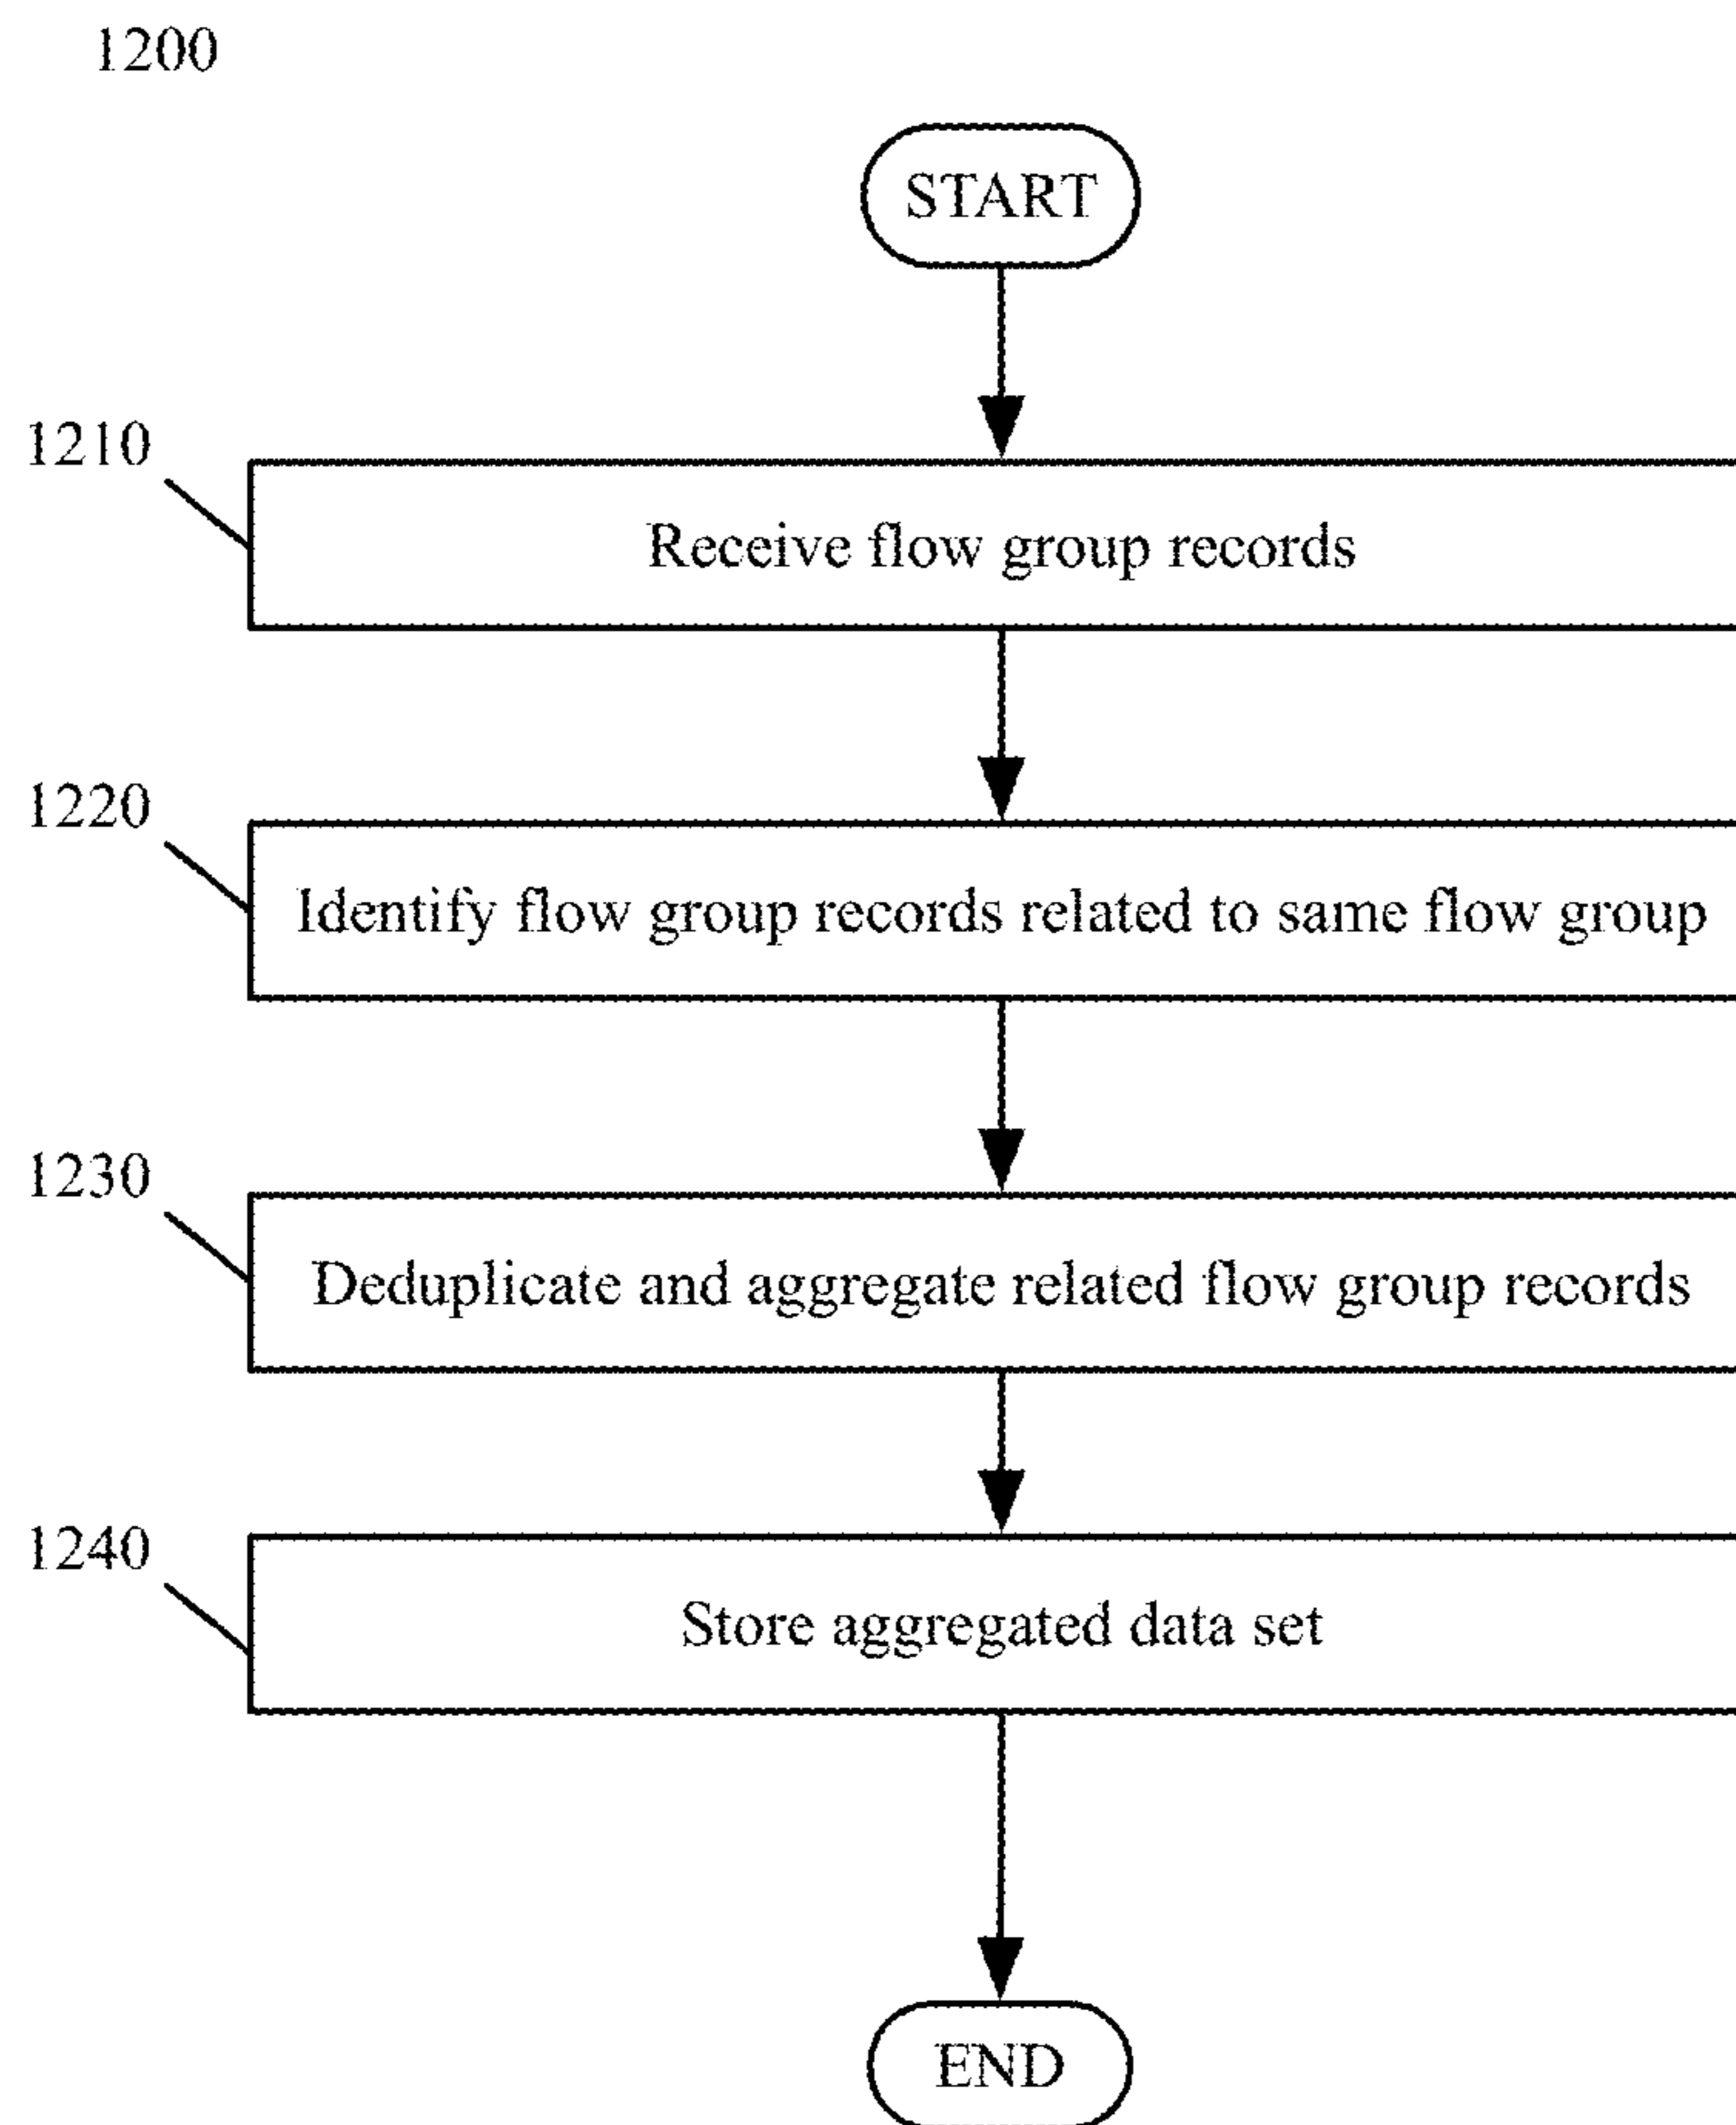 1200
START
1210
Receive flow group records
1220
Identify flow group records related to same flow group
1230
Deduplicate and aggregate related flow group records
1240
Store aggregated data set
END